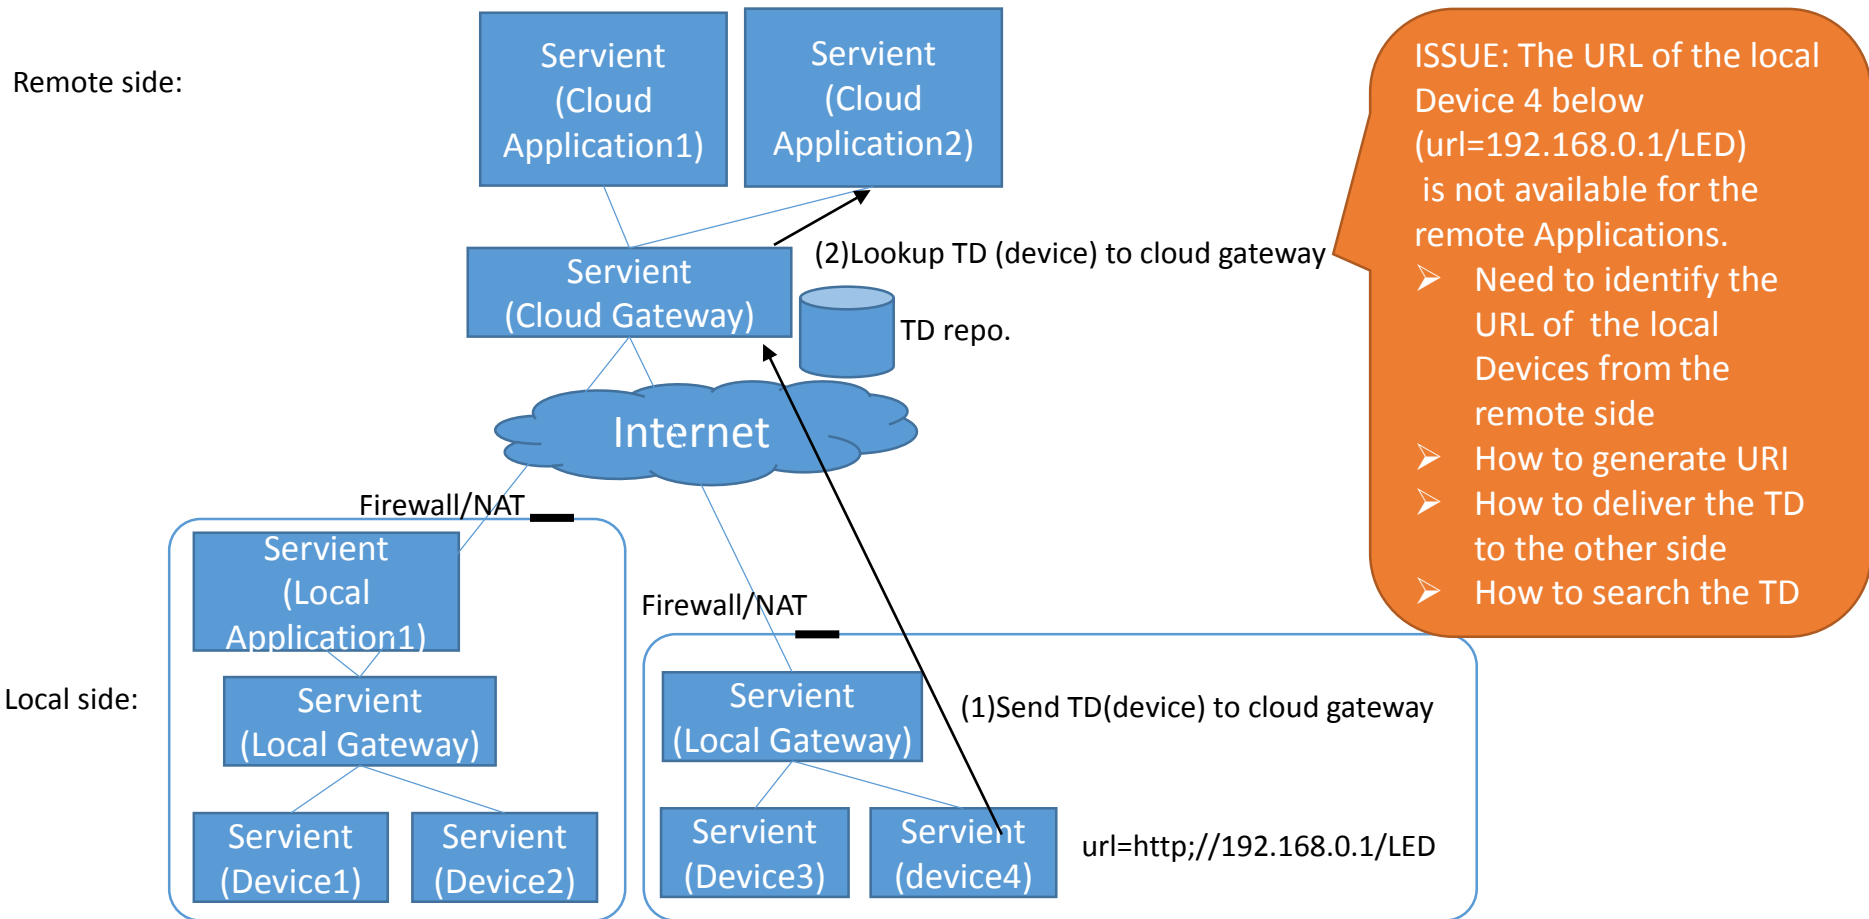 Remote side:
Servient
(Cloud
Application1)
Servient
(Cloud
Application2)
ISSUE: The URL of the local
Device 4 below
(url=192.168.0.1/LED)
is not available for the
remote Applications.
➢ Need to identify the
URL of the local
Devices from the
remote side
➢ How to generate URI
➢ How to deliver the TD
to the other side
➢ How to search the TD
(2)Lookup TD (device) to cloud gateway
Servient
(Cloud Gateway)
TD repo.
Internet
Firewall/NAT
Firewall/NAT
Local side:
Servient
(Local
Application1)
Servient
(Local Gateway)
Servient
(Device1)
Servient
(Device2)
Servient
(Local Gateway)
(1)Send TD(device) to cloud gateway
Servient
(Device3)
Servient
(device4)
url=http;//192.168.0.1/LED